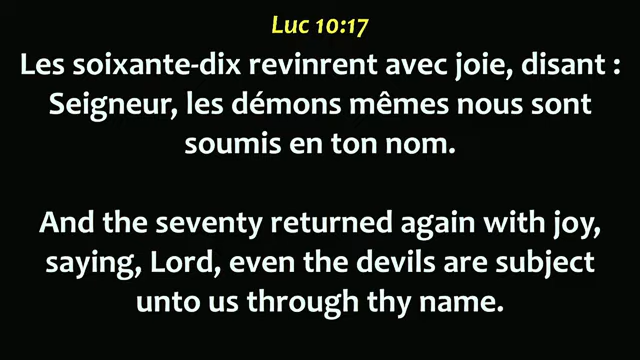 Luc 10:17
Les soixante-dix revinrent avec joie, disant :
Seigneur, les démons mêmes nous sont
soumis en ton nom.
And the seventy returned again with joy,
saying, Lord, even the devils are subject
unto us through thy name.